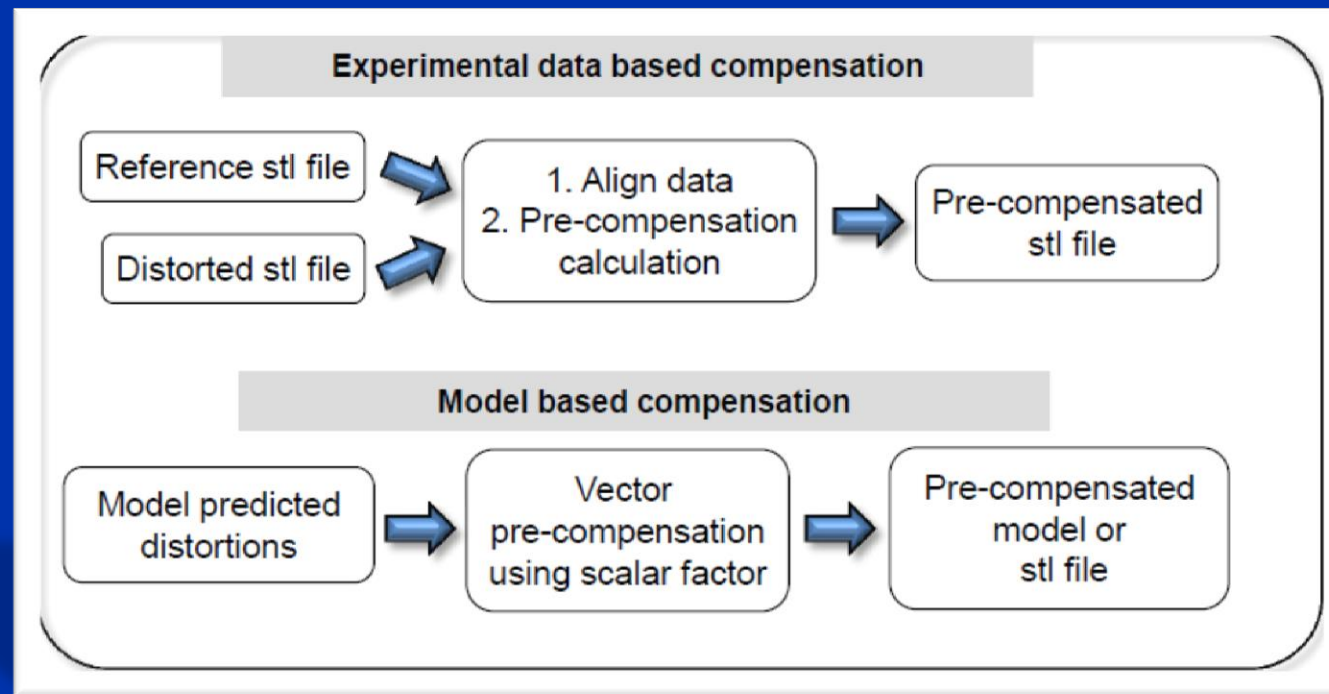 Experimental data based compensation
Reference stl file
Distorted stl file
1. Align data
2. Pre-compensation
calculation
Pre-compensated
stl file
Model based compensation
Model predicted
distortions
Vector
pre-compensation
using scalar factor
Pre-compensated
model or
stl file